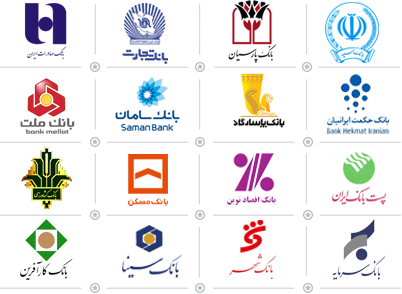 بانک صادرات ایران
بانک تجارت
بانک پارسیان
بانک ملت
bank mellat
بانک سامان
Saman Bank
بانک پاسارگاد
بانک حکمت ایرانیان
Bank Hekmat Iranian
بانک کشاورزی
بانک مسکن
بانک اقتصاد نوین
پست بانک ایران
بانک کارآفرین
بانک سینا
بانک شهر
بانک سرمایه